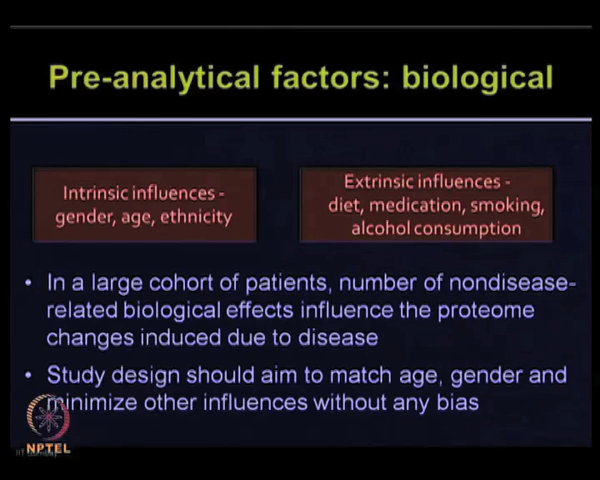 Pre-analytical factors: biological
Intrinsic influences -
gender, age, ethnicity
Extrinsic influences -
diet, medication, smoking,
alcohol consumption
• In a large cohort of patients, number of nondisease-
related biological effects influence the proteome
changes induced due to disease
• Study design should aim to match age, gender and
minimize other influences without any bias
NPTEL